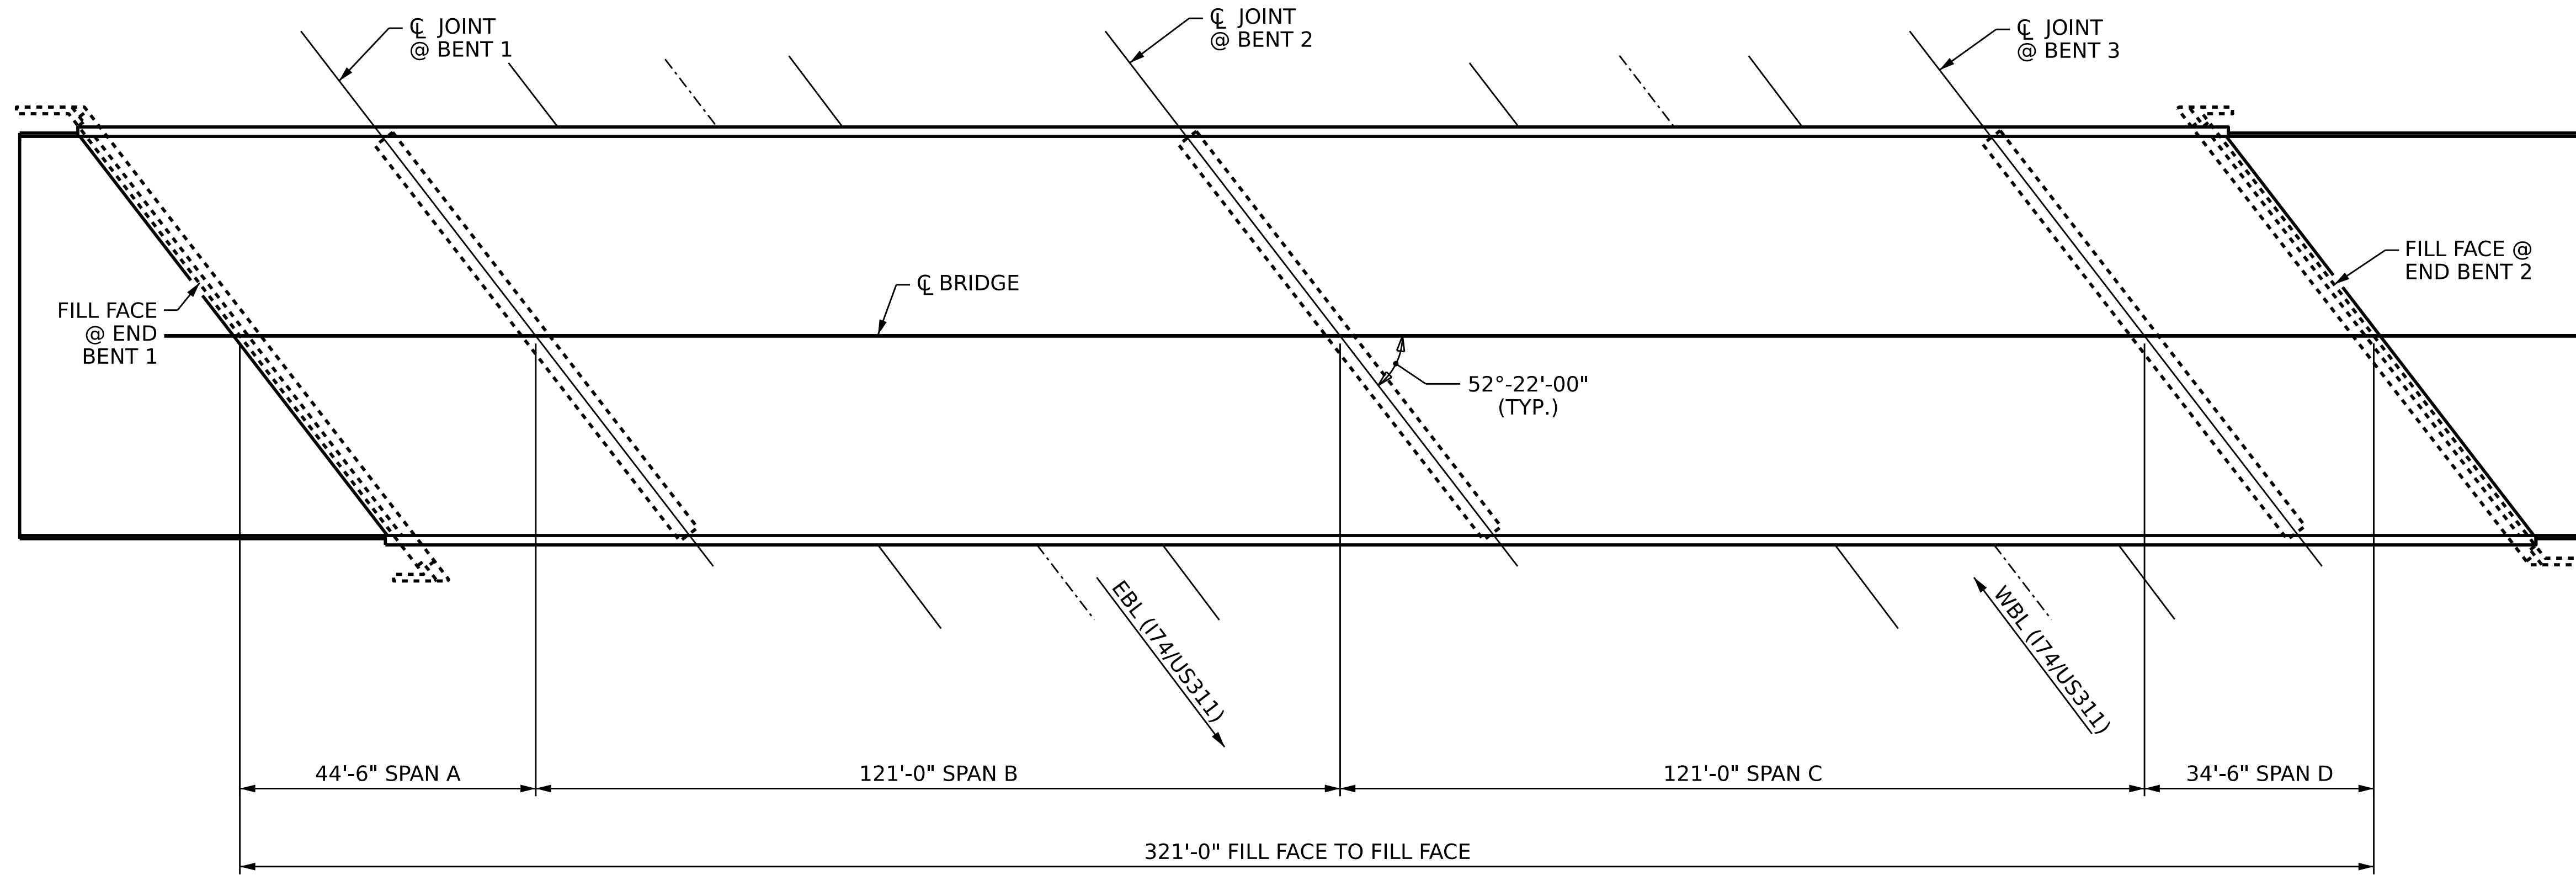 ℄ JOINT
@ BENT 1
℄ JOINT
@ BENT 2
℄ JOINT
@ BENT 3
FILL FACE @
END BENT 2
℄ BRIDGE
FILL FACE
@ END
BENT 1
52°-22'-00"
(TYP.)
EBL (I74/US311)
WBL (I74/US311)
44'-6" SPAN A
121'-0" SPAN B
121'-0" SPAN C
34'-6" SPAN D
321'-0" FILL FACE TO FILL FACE